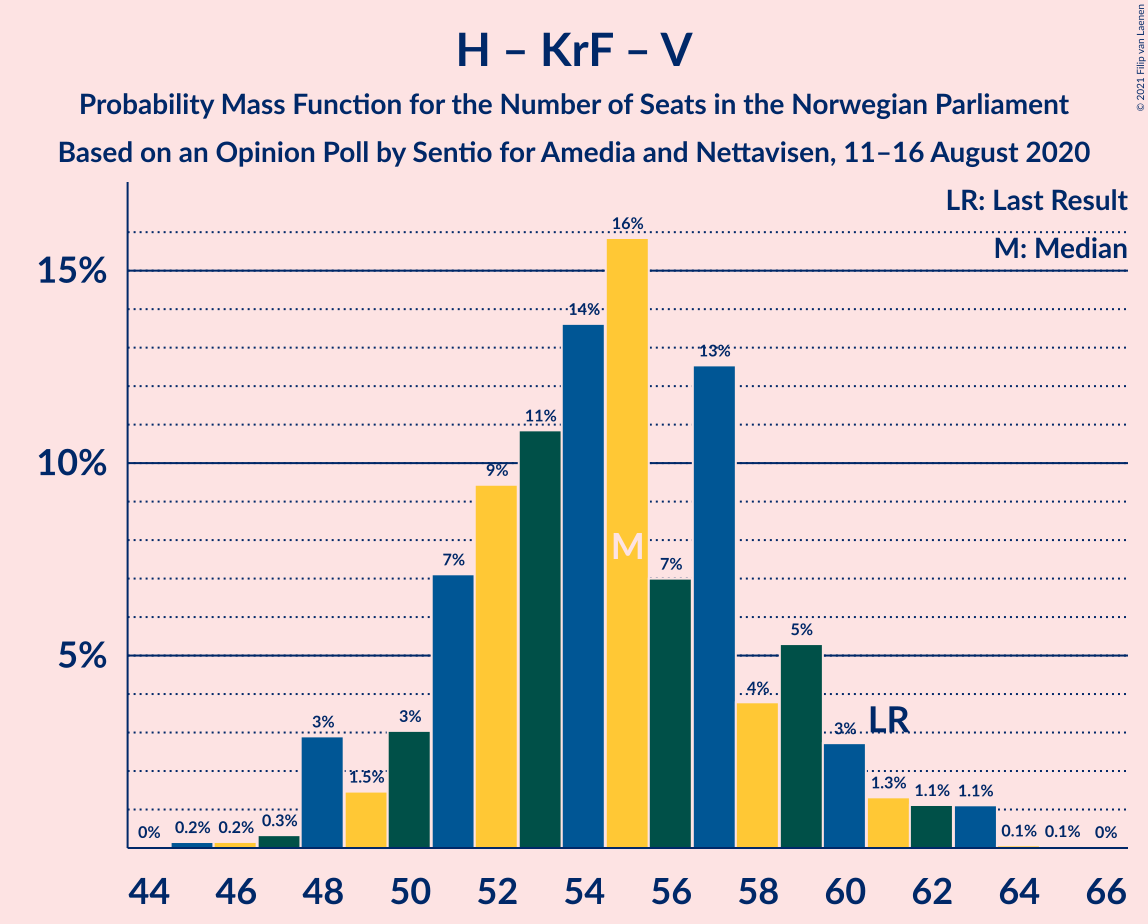 H – KrF – V
Probability Mass Function for the Number of Seats in the Norwegian Parliament
Based on an Opinion Poll by Sentio for Amedia and Nettavisen, 11–16 August 2020
© 2021 Filip van Laenen
LR: Last Result
M: Median
15%
10%
5%
0%
0.2%
0.2%
0.3%
3%
1.5%
3%
7%
9%
11%
14%
16%
M
7%
13%
4%
5%
3%
LR
1.3%
1.1%
1.1%
0.1%
0.1%
0%
44 46 48 50 52 54 56 58 60 62 64 66